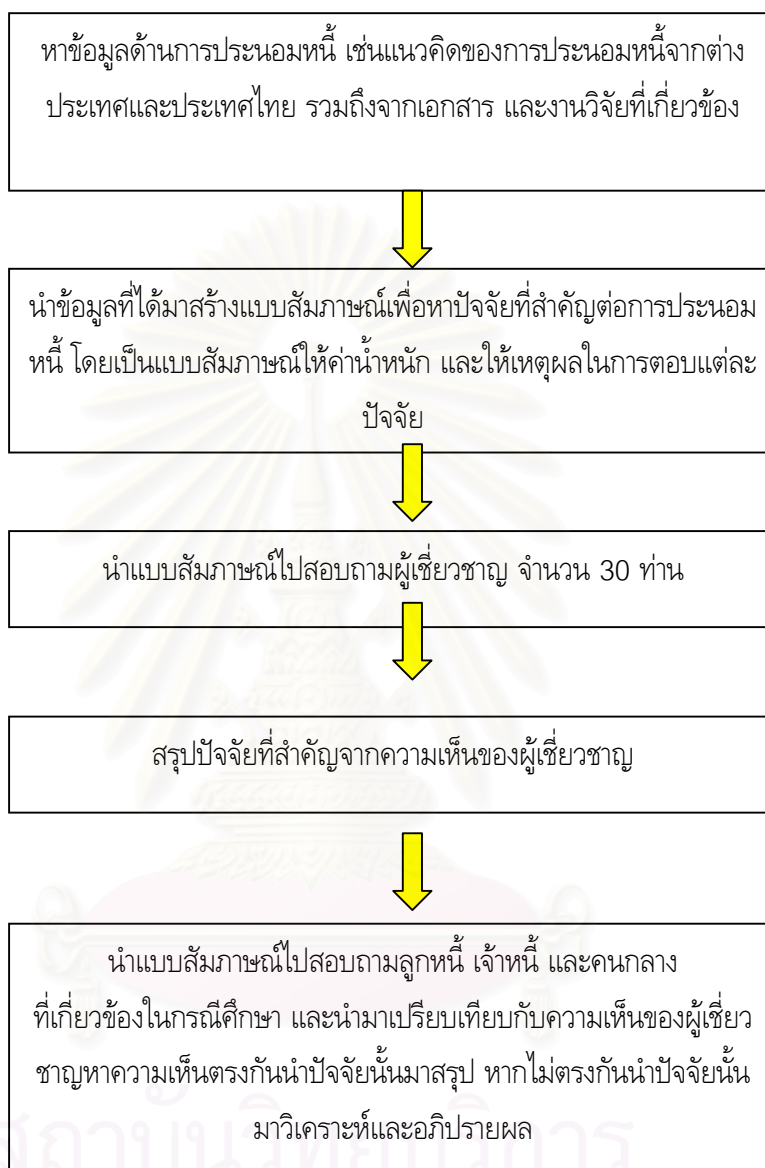 หาข้อมูลด้านการประนอมหนี้ เช่นแนวคิดของการประนอมหนี้จากต่าง
ประเทศและประเทศไทย รวมถึงจากเอกสาร และงานวิจัยที่เกี่ยวข้อง
นำข้อมูลที่ได้มาสร้างแบบสัมภาษณ์เพื่อหาปัจจัยที่สำคัญต่อการประนอม
หนี้ โดยเป็นแบบสัมภาษณ์ให้ค่าน้ำหนัก และให้เหตุผลในการตอบแต่ละ
ปัจจัย
นำแบบสัมภาษณ์ไปสอบถามผู้เชี่ยวชาญ จำนวน 30 ท่าน
สรุปปัจจัยที่สำคัญจากความเห็นของผู้เชี่ยวชาญ
นำแบบสัมภาษณ์ไปสอบถามลูกหนี้ เจ้าหนี้ และคนกลาง
ที่เกี่ยวข้องในกรณีศึกษา และนำมาเปรียบเทียบกับความเห็นของผู้เชี่ยว
ชาญหาความเห็นตรงกันนำปัจจัยนั้นมาสรุป หากไม่ตรงกันนำปัจจัยนั้น
มาวิเคราะห์และอภิปรายผล
สถาบันวิทยบริการ